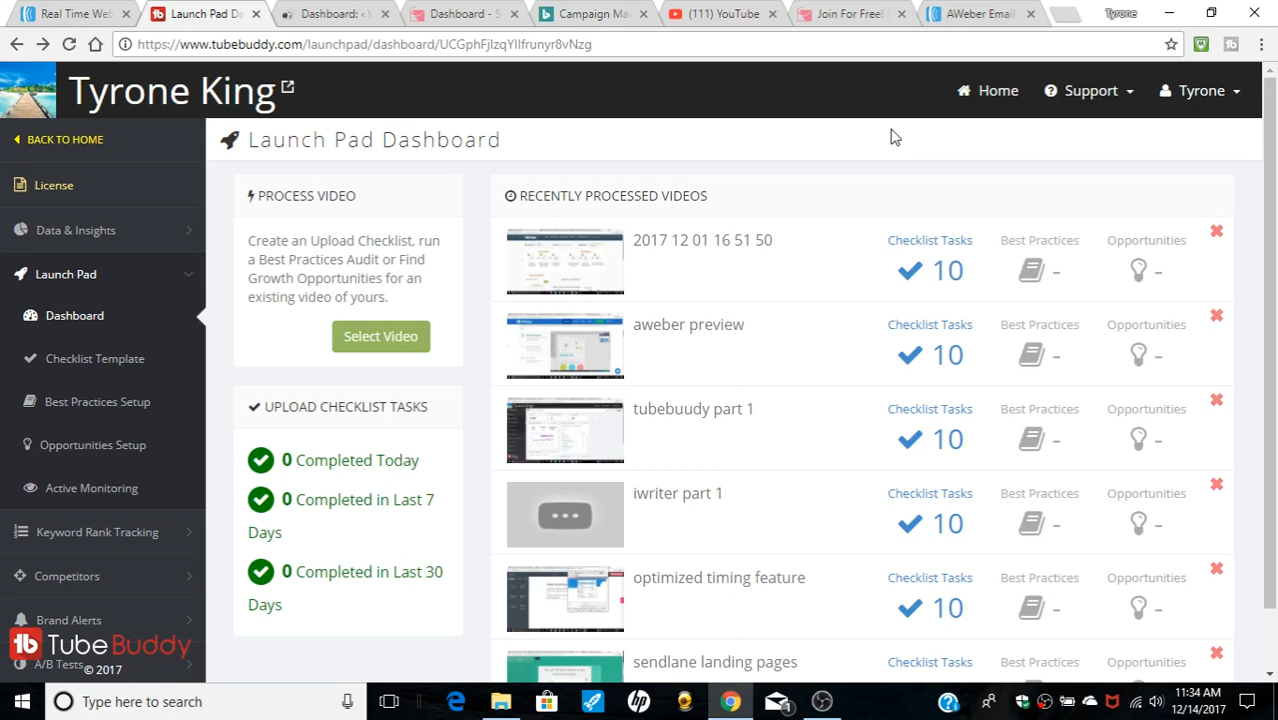 Real Time Web
Launch Pad Da
Dashboard: « W
Dashboard - S
Campaign Ma
(111) YouTube
Join For Free!
AWeber Email
Tyrone
https://www.tubebuddy.com/launchpad/dashboard/UCGphFjIzqYIIfrunyr8vNzg
Tyrone King
Home
Support
Tyrone
BACK TO HOME
Launch Pad Dashboard
License
Data & Insights
Launch Pad
Dashboard
Checklist Template
Best Practices Setup
Opportunities Setup
Active Monitoring
Keyword Rank Tracking
Competitors
Brand Alerts
TubeBuddy
A/B Tests
© 2017
PROCESS VIDEO
Create an Upload Checklist, run
a Best Practices Audit or Find
Growth Opportunities for an
existing video of yours.
Select Video
UPLOAD CHECKLIST TASKS
0 Completed Today
0 Completed in Last 7
Days
0 Completed in Last 30
Days
RECENTLY PROCESSED VIDEOS
2017 12 01 16 51 50
Checklist Tasks Best Practices Opportunities
10 - -
aweber preview
Checklist Tasks Best Practices Opportunities
10 - -
tubebuudy part 1
Checklist Tasks Best Practices Opportunities
10 - -
iwriter part 1
Checklist Tasks Best Practices Opportunities
10 - -
optimized timing feature
Checklist Tasks Best Practices Opportunities
10 - -
sendlane landing pages
Checklist Tasks Best Practices Opportunities
Type here to search
11:34 AM
12/14/2017